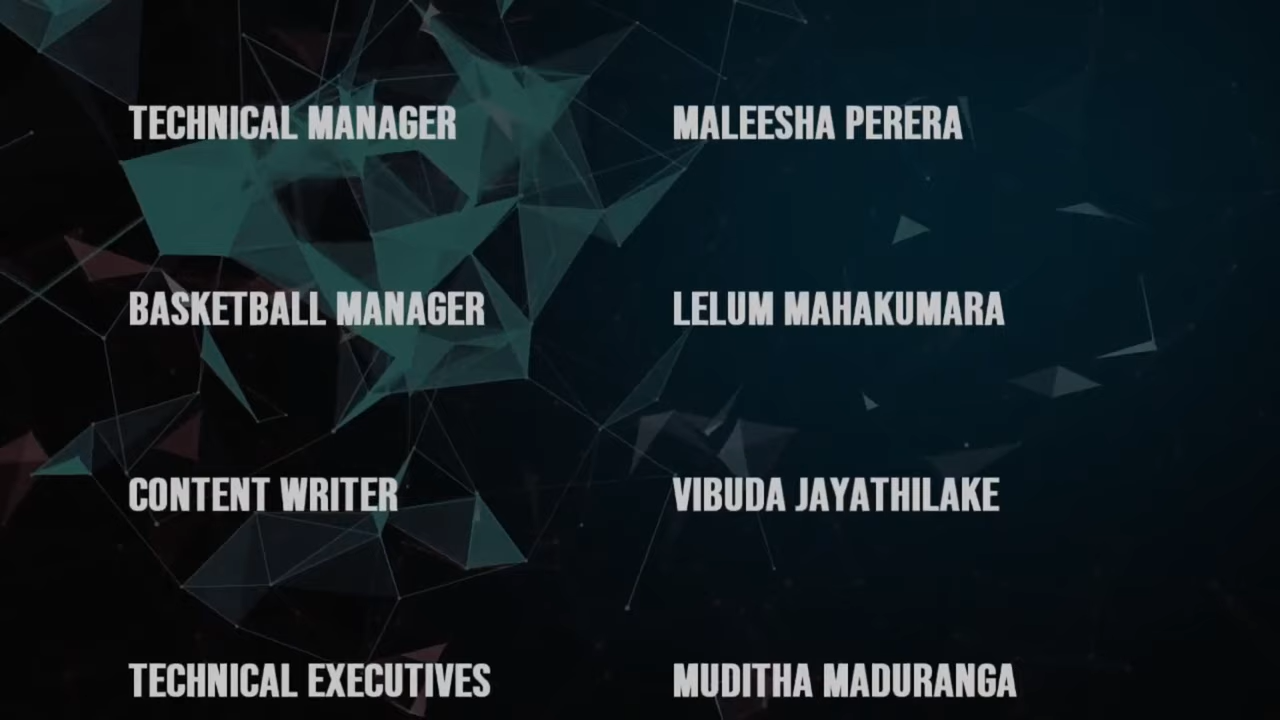 TECHNICAL MANAGER MALEESHA PERERA
BASKETBALL MANAGER LELUM MAHAKUMARA
CONTENT WRITER VIBUDA JAYATHILAKE
TECHNICAL EXECUTIVES MUDITHA MADURANGA